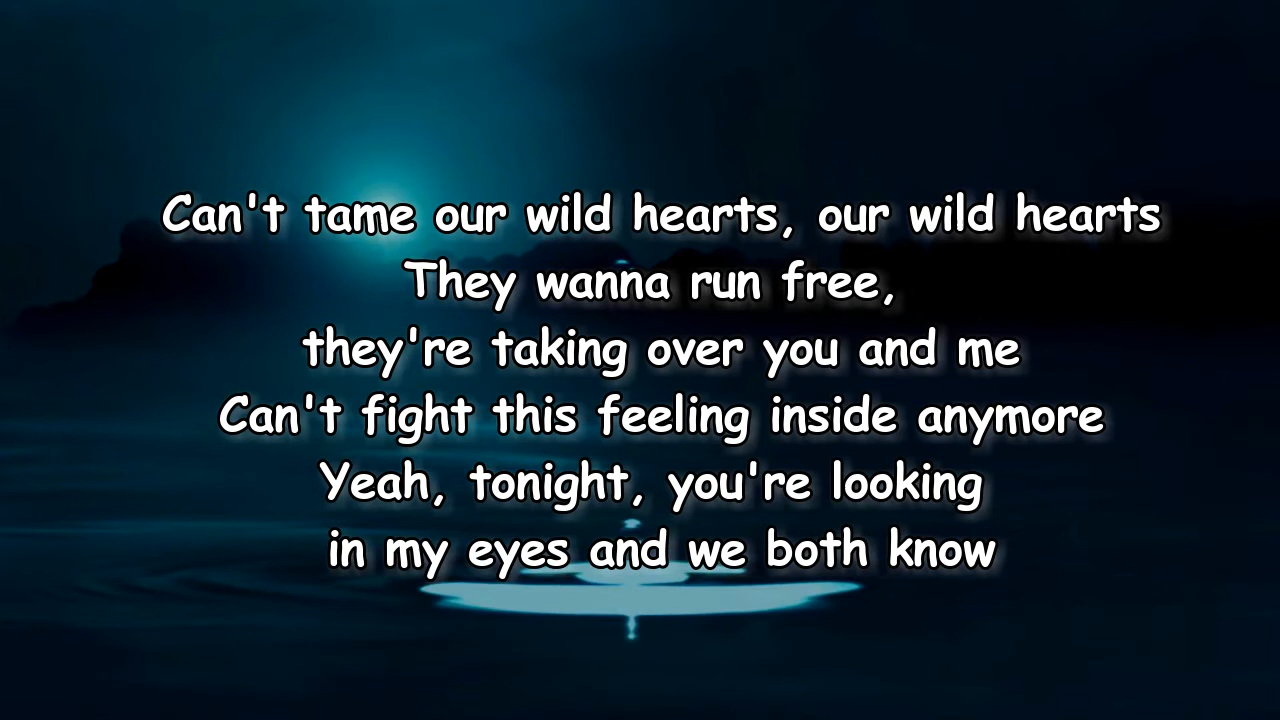 Can't tame our wild hearts, our wild hearts
They wanna run free,
they're taking over you and me
Can't fight this feeling inside anymore
Yeah, tonight, you're looking
in my eyes and we both know